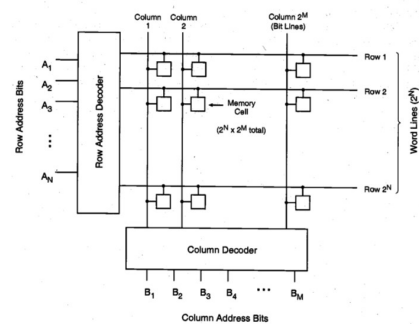 Column 1
Column 2
Column 2^M (Bit Lines)
Row 1
A1
A2
Row 2
A3
Memory Cell
(2^N x 2^M total)
AN
Row 2^N
Row Address Bits
Row Address Decoder
Word Lines (2^N)
Column Decoder
B1 B2 B3 B4 ••• BM
Column Address Bits